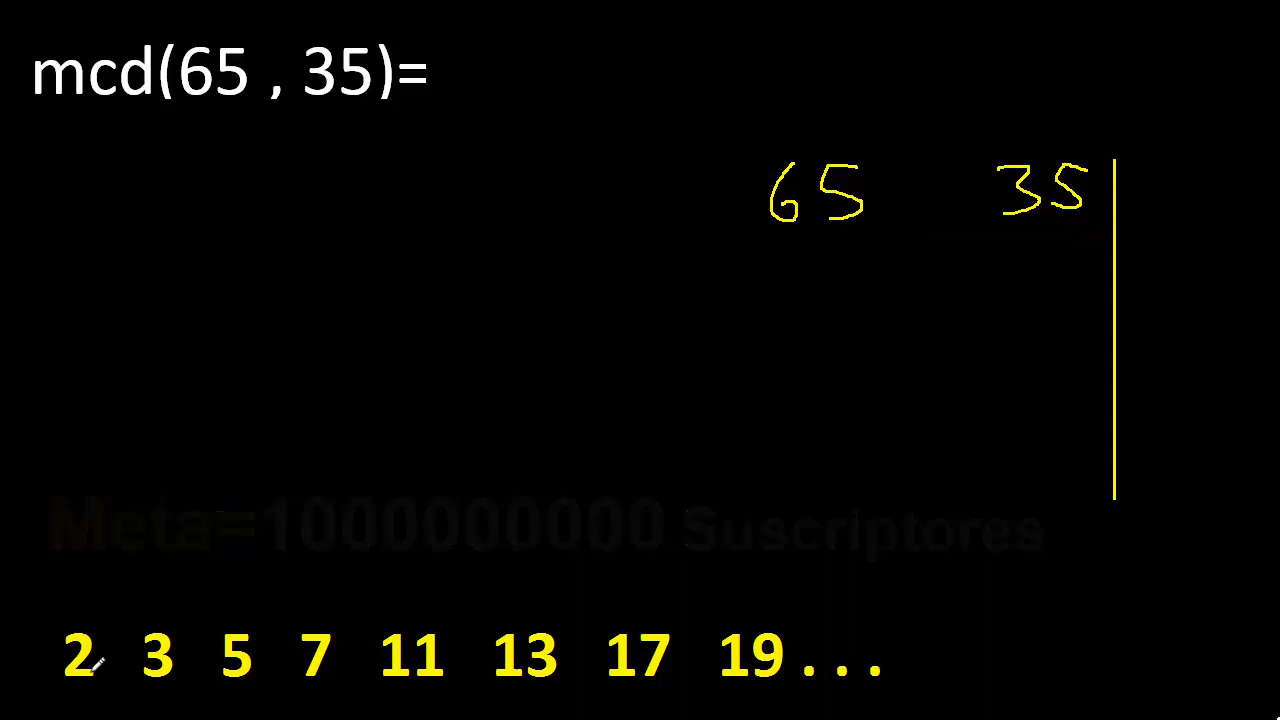 mcd(65 , 35)=
65 35
Meta=1000000000 Suscriptores
2 3 5 7 11 13 17 19 . . .